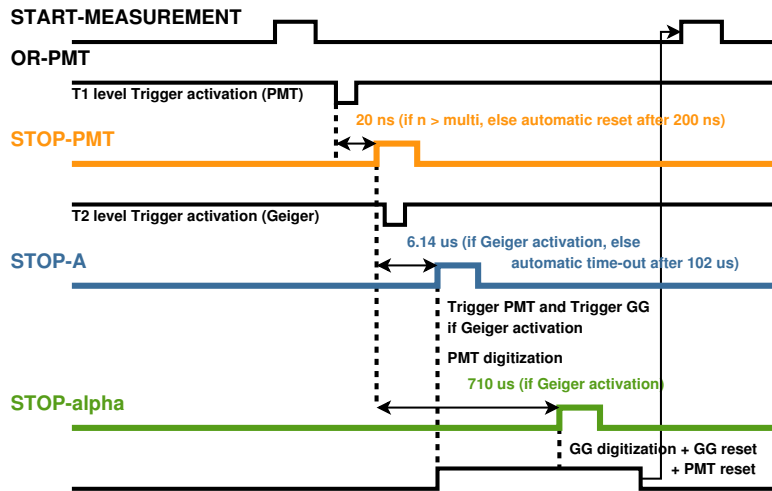 START-MEASUREMENT
OR-PMT
T1 level Trigger activation (PMT)
20 ns (if n > multi, else automatic reset after 200 ns)
STOP-PMT
T2 level Trigger activation (Geiger)
6.14 us (if Geiger activation, else
automatic time-out after 102 us)
STOP-A
Trigger PMT and Trigger GG
if Geiger activation
PMT digitization
710 us (if Geiger activation)
STOP-alpha
GG digitization + GG reset
+ PMT reset